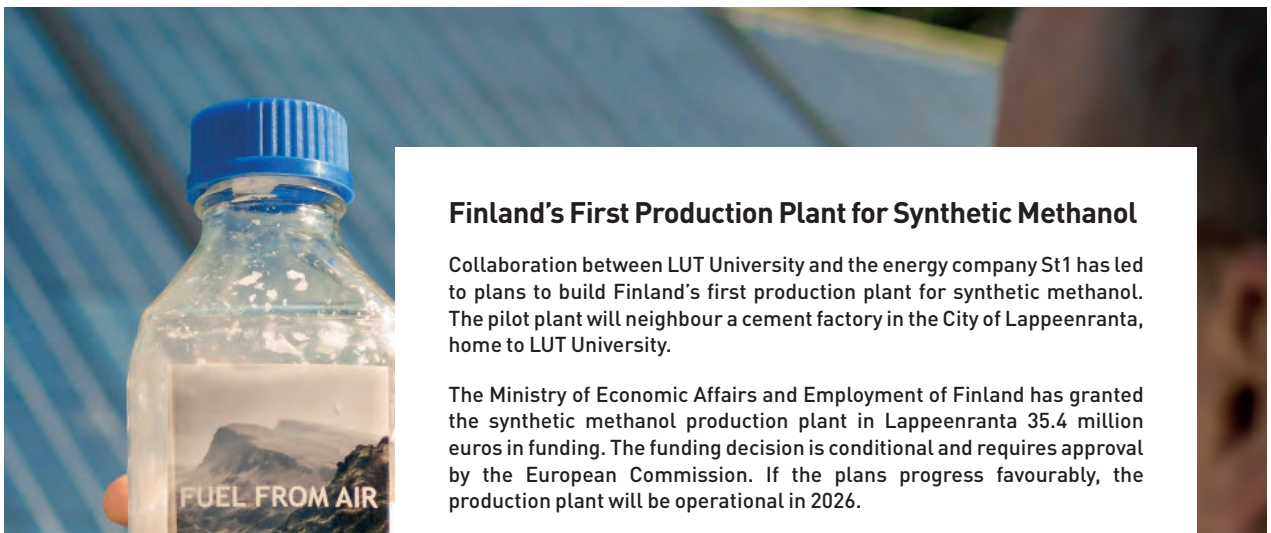 Finland’s First Production Plant for Synthetic Methanol
Collaboration between LUT University and the energy company St1 has led
to plans to build Finland’s first production plant for synthetic methanol.
The pilot plant will neighbour a cement factory in the City of Lappeenranta,
home to LUT University.
The Ministry of Economic Affairs and Employment of Finland has granted
the synthetic methanol production plant in Lappeenranta 35.4 million
euros in funding. The funding decision is conditional and requires approval
by the European Commission. If the plans progress favourably, the
production plant will be operational in 2026.
FUEL FROM AIR